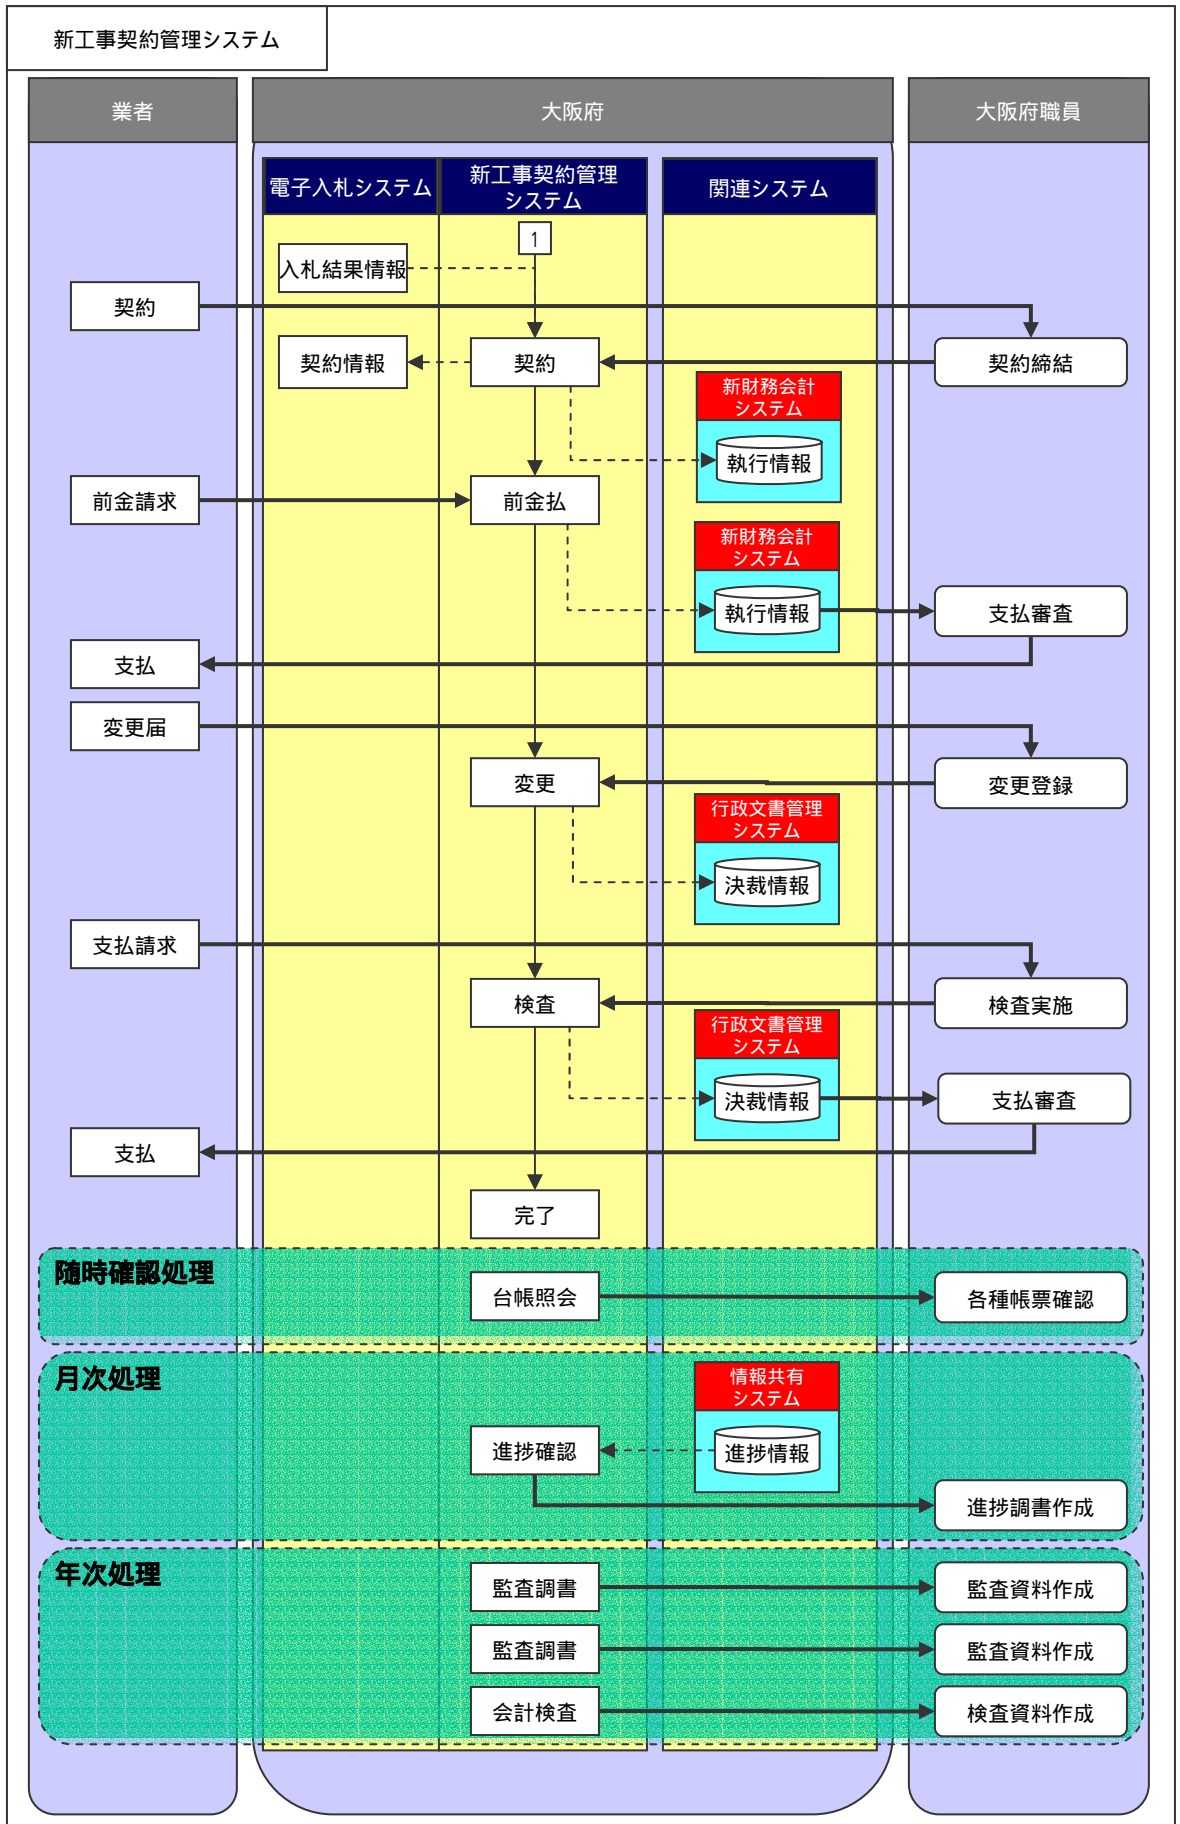 新工事契約管理システム
業者
大阪府
大阪府職員
電子入札システム
新工事契約管理
システム
関連システム
1
入札結果情報
契約
契約情報
契約
契約締結
新財務会計
システム
執行情報
前金請求
前金払
新財務会計
システム
執行情報
支払審査
支払
変更届
変更
変更登録
行政文書管理
システム
決裁情報
支払請求
検査
検査実施
行政文書管理
システム
決裁情報
支払審査
支払
完了
随時確認処理
台帳照会
各種帳票確認
月次処理
情報共有
システム
進捗確認
進捗情報
進捗調書作成
年次処理
監査調書
監査資料作成
監査調書
監査資料作成
会計検査
検査資料作成